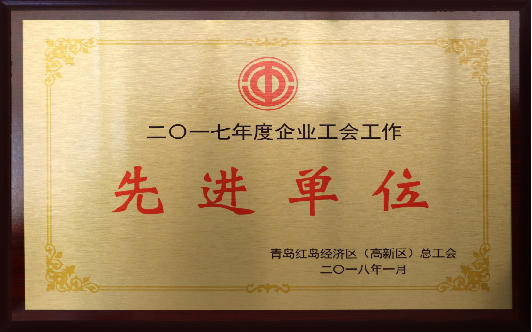 二〇一七年度企业工会工作
先进单位
青岛红岛经济区（高新区）总工会
二〇一八年一月